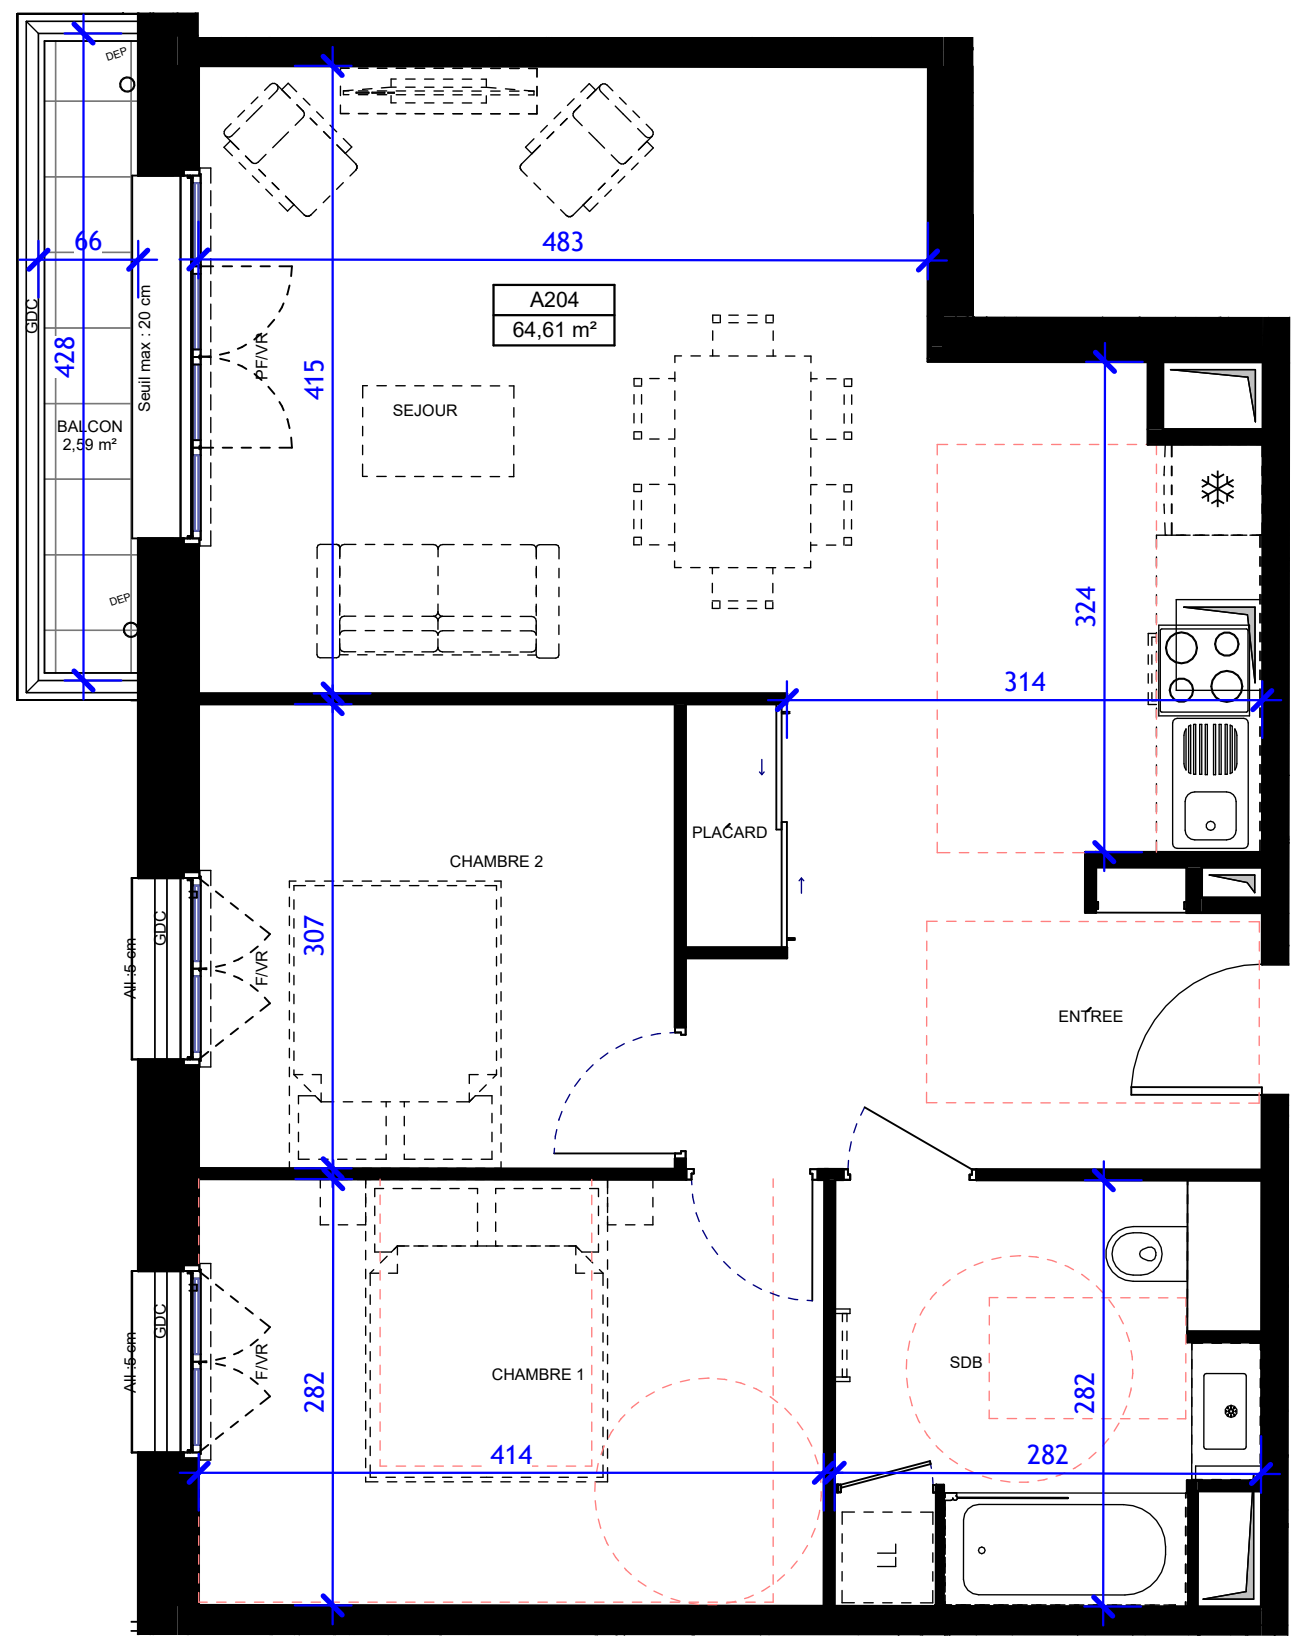 DEP
66
483
GDC
Seuil max : 20 cm
A204
64,61 m²
428
PF/VR
415
SEJOUR
BALCON
2,59 m²
DEP
324
314
PLACARD
CHAMBRE 2
GDC
All :5 cm
F/VR
307
ENTRÉE
GDC
All :5 cm
F/VR
282
CHAMBRE 1
SDB
282
414
282
LL